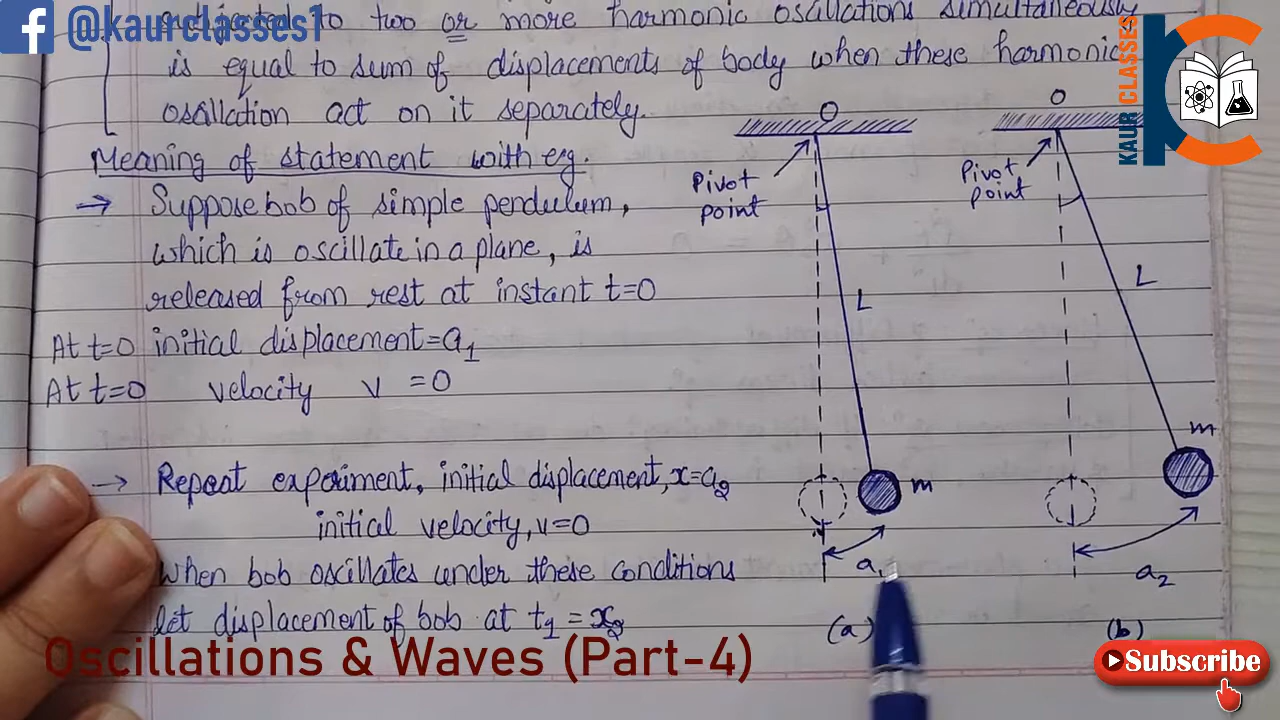 @kaurclasses1
to two or more harmonic oscillations simultaneously
is equal to sum of displacements of body when these harmonic
oscillation act on it separately.
Meaning of statement with eg.
→ Suppose bob of simple pendulum,
which is oscillate in a plane, is
released from rest at instant t=0
At t=0 initial displacement=a1
At t=0 velocity v =0
→ Repeat experiment, initial displacement, x=a2
initial velocity, v=0
When bob oscillates under these conditions
let displacement of bob at t1 = x2
O
Pivot
point
L
m
a1
(a)
O
Pivot
point
L
m
a2
(b)
KAUR CLASSES
Oscillations & Waves (Part-4)
Subscribe